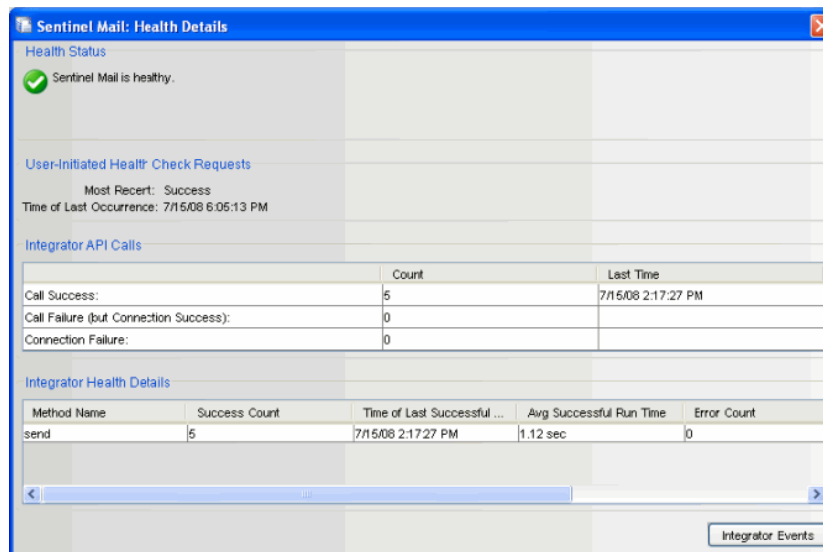 Sentinel Mail: Health Details
Health Status
Sentinel Mail is healthy.
User-Initiated Health Check Requests
Most Recent: Success
Time of Last Occurrence: 7/15/08 6:05:13 PM
Integrator API Calls
Count Last Time
Call Success: 5 7/15/08 2:17:27 PM
Call Failure (but Connection Success): 0
Connection Failure: 0
Integrator Health Details
Method Name Success Count Time of Last Successful ... Avg Successful Run Time Error Count
send 5 7/15/08 2:17:27 PM 1.12 sec 0
Integrator Events